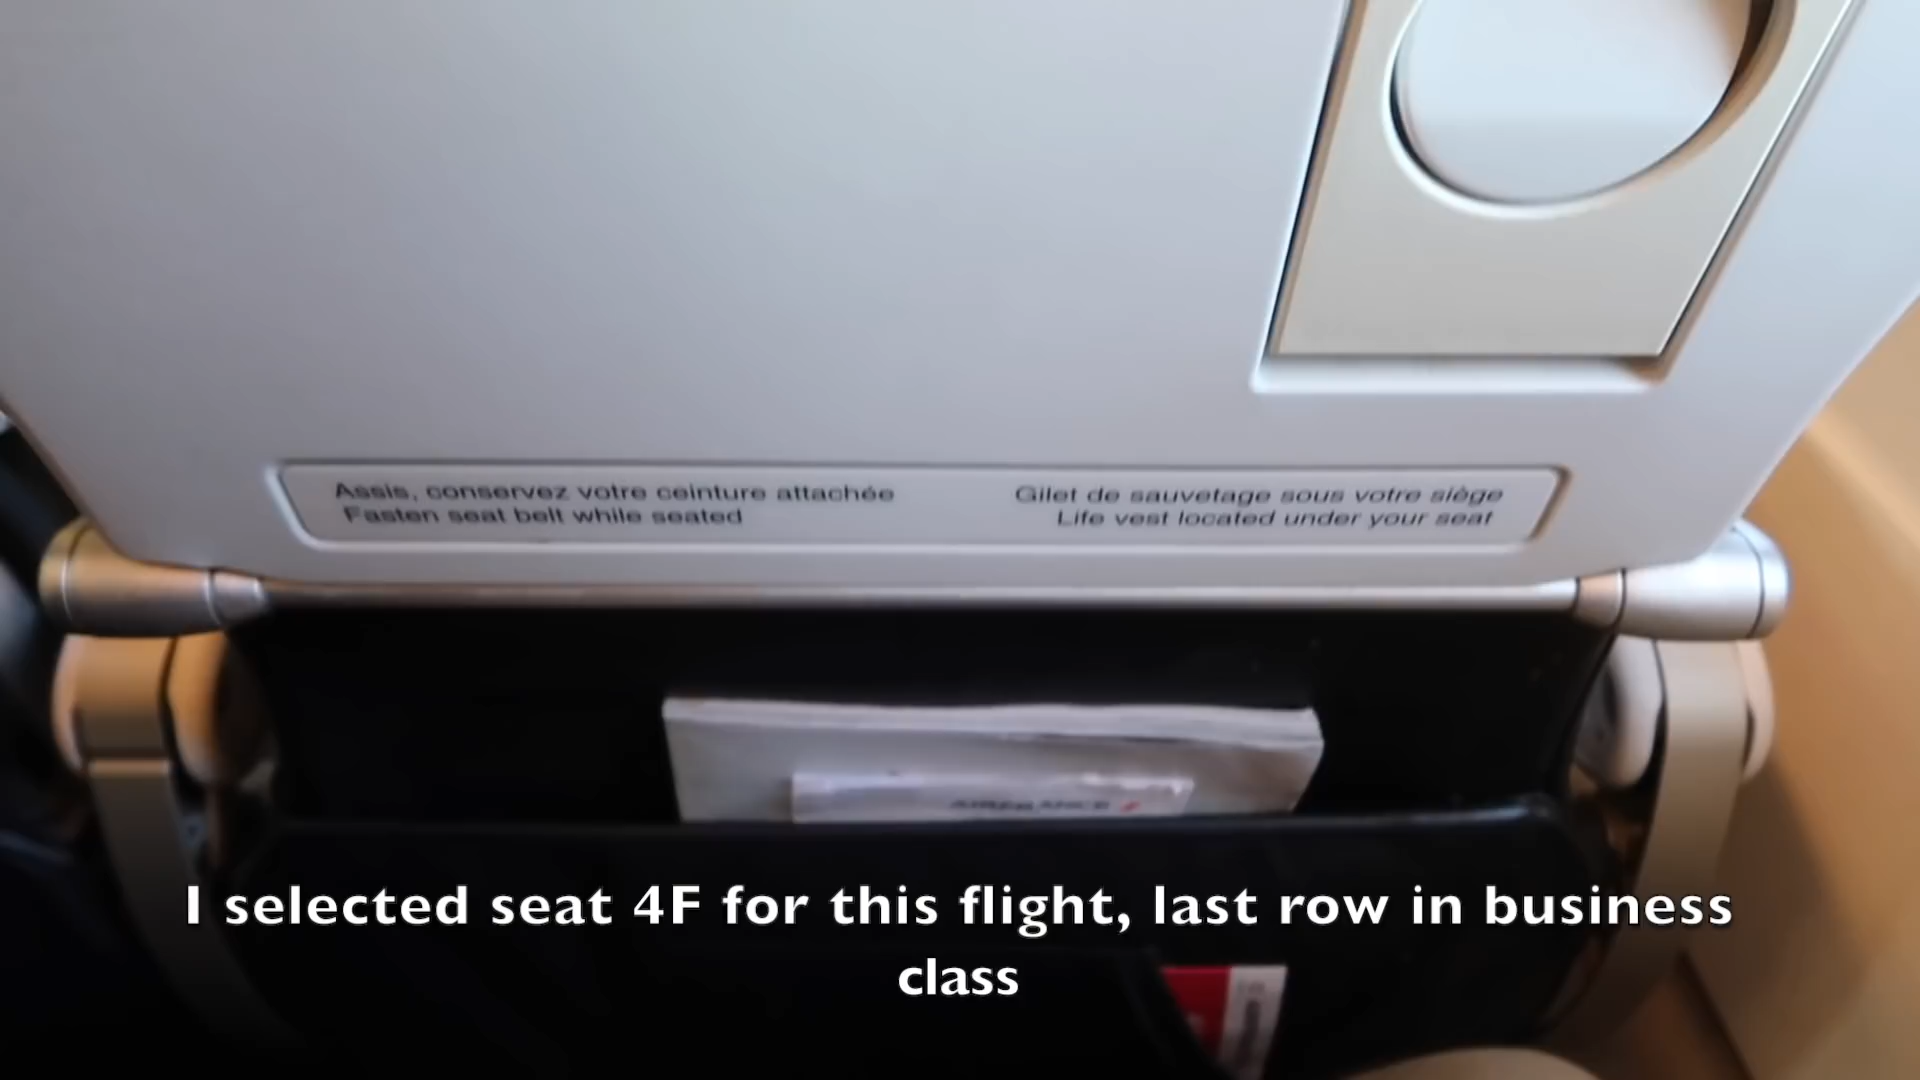 Assis, conservez votre ceinture attachée
Fasten seat belt while seated
Gilet de sauvetage sous votre siège
Life vest located under your seat
AIRFRANCE
I selected seat 4F for this flight, last row in business
class